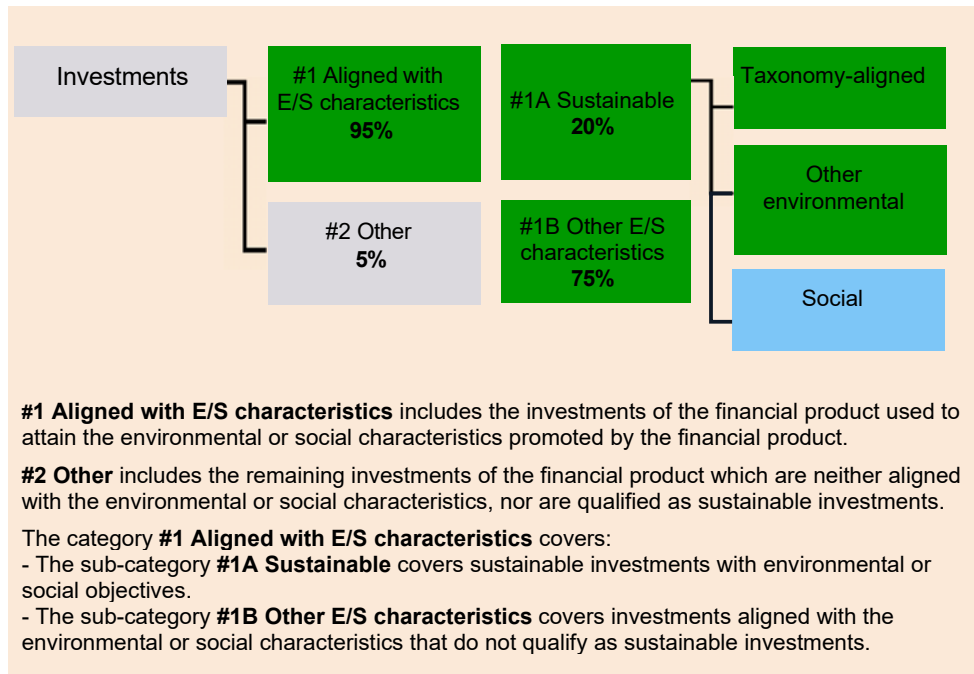 Investments
#1 Aligned with
E/S characteristics
95%
#2 Other
5%
#1A Sustainable
20%
#1B Other E/S
characteristics
75%
Taxonomy-aligned
Other
environmental
Social
#1 Aligned with E/S characteristics includes the investments of the financial product used to
attain the environmental or social characteristics promoted by the financial product.
#2 Other includes the remaining investments of the financial product which are neither aligned
with the environmental or social characteristics, nor are qualified as sustainable investments.
The category #1 Aligned with E/S characteristics covers:
- The sub-category #1A Sustainable covers sustainable investments with environmental or
social objectives.
- The sub-category #1B Other E/S characteristics covers investments aligned with the
environmental or social characteristics that do not qualify as sustainable investments.